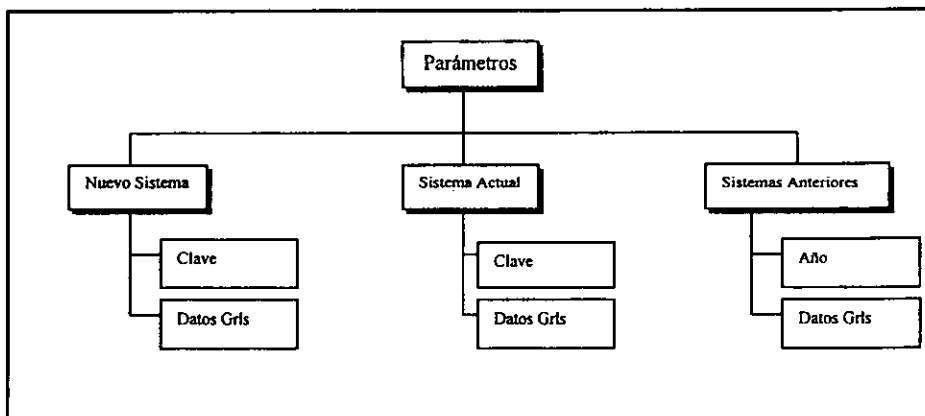 Parámetros
Nuevo Sistema
Sistema Actual
Sistemas Anteriores
Clave
Clave
Año
Datos Grls
Datos Grls
Datos Grls